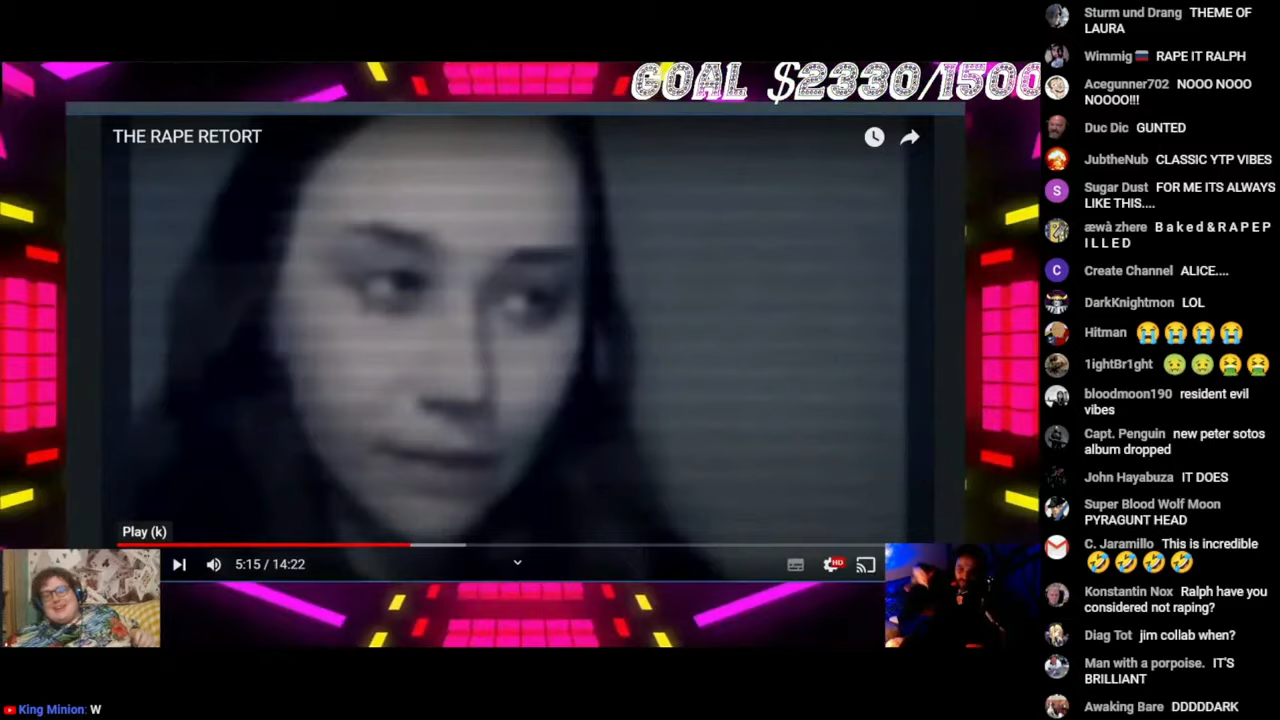 GOAL $2330/1500
THE RAPE RETORT
Play (k)
5:15 / 14:22
HD
King Minion: W
Sturm und Drang THEME OF
LAURA
Wimmig RAPE IT RALPH
Acegunner702 NOOO NOOO
NOOOO!!!
Duc Dic GUNTED
JubtheNub CLASSIC YTP VIBES
S
Sugar Dust FOR ME ITS ALWAYS
LIKE THIS....
æwà zhere B a k e d & R A P E P
I L L E D
C
Create Channel ALICE....
DarkKnightmon LOL
Hitman 😭😭😭😭
1ightBr1ght 🤢🤢🤮🤮
bloodmoon190 resident evil
vibes
Capt. Penguin new peter sotos
album dropped
John Hayabuza IT DOES
Super Blood Wolf Moon
PYRAGUNT HEAD
C. Jaramillo This is incredible
🤣🤣🤣🤣
Konstantin Nox Ralph have you
considered not raping?
Diag Tot jim collab when?
Man with a porpoise. IT'S
BRILLIANT
Awaking Bare DDDDDARK